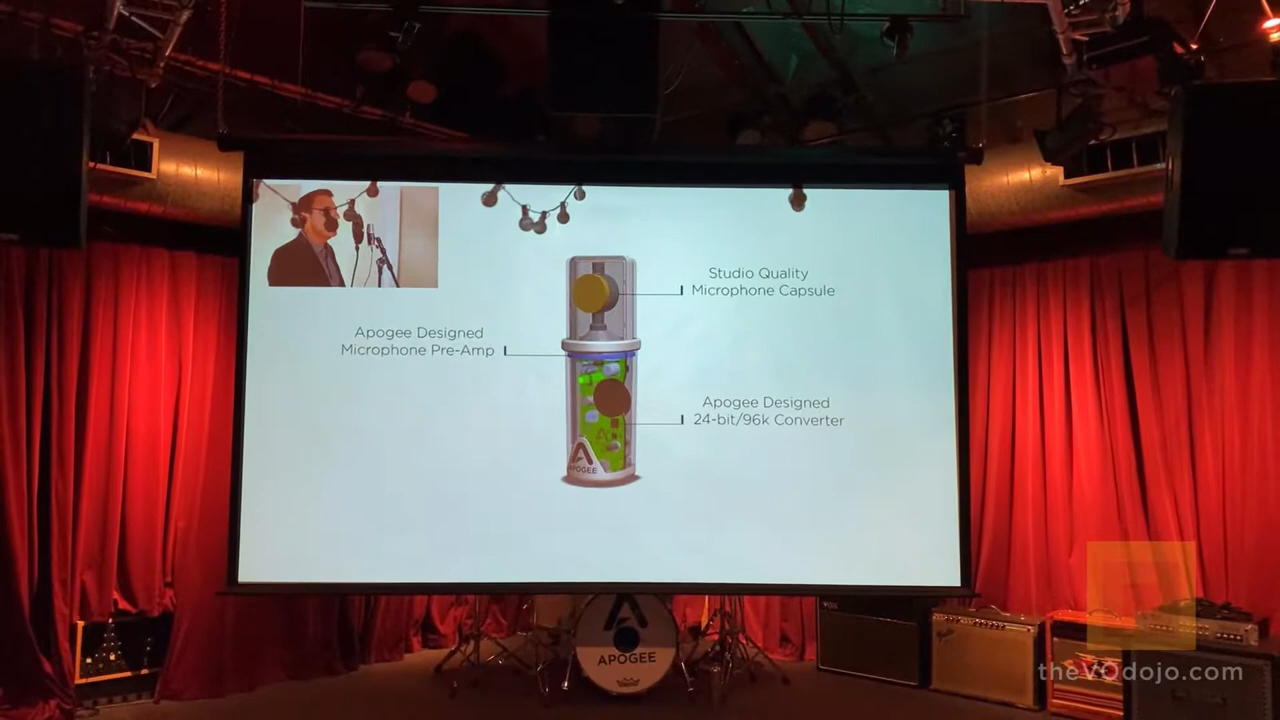 Studio Quality
Microphone Capsule
Apogee Designed
Microphone Pre-Amp
Apogee Designed
24-bit/96k Converter
APOGEE
APOGEE
REMO
theVOdojo.com